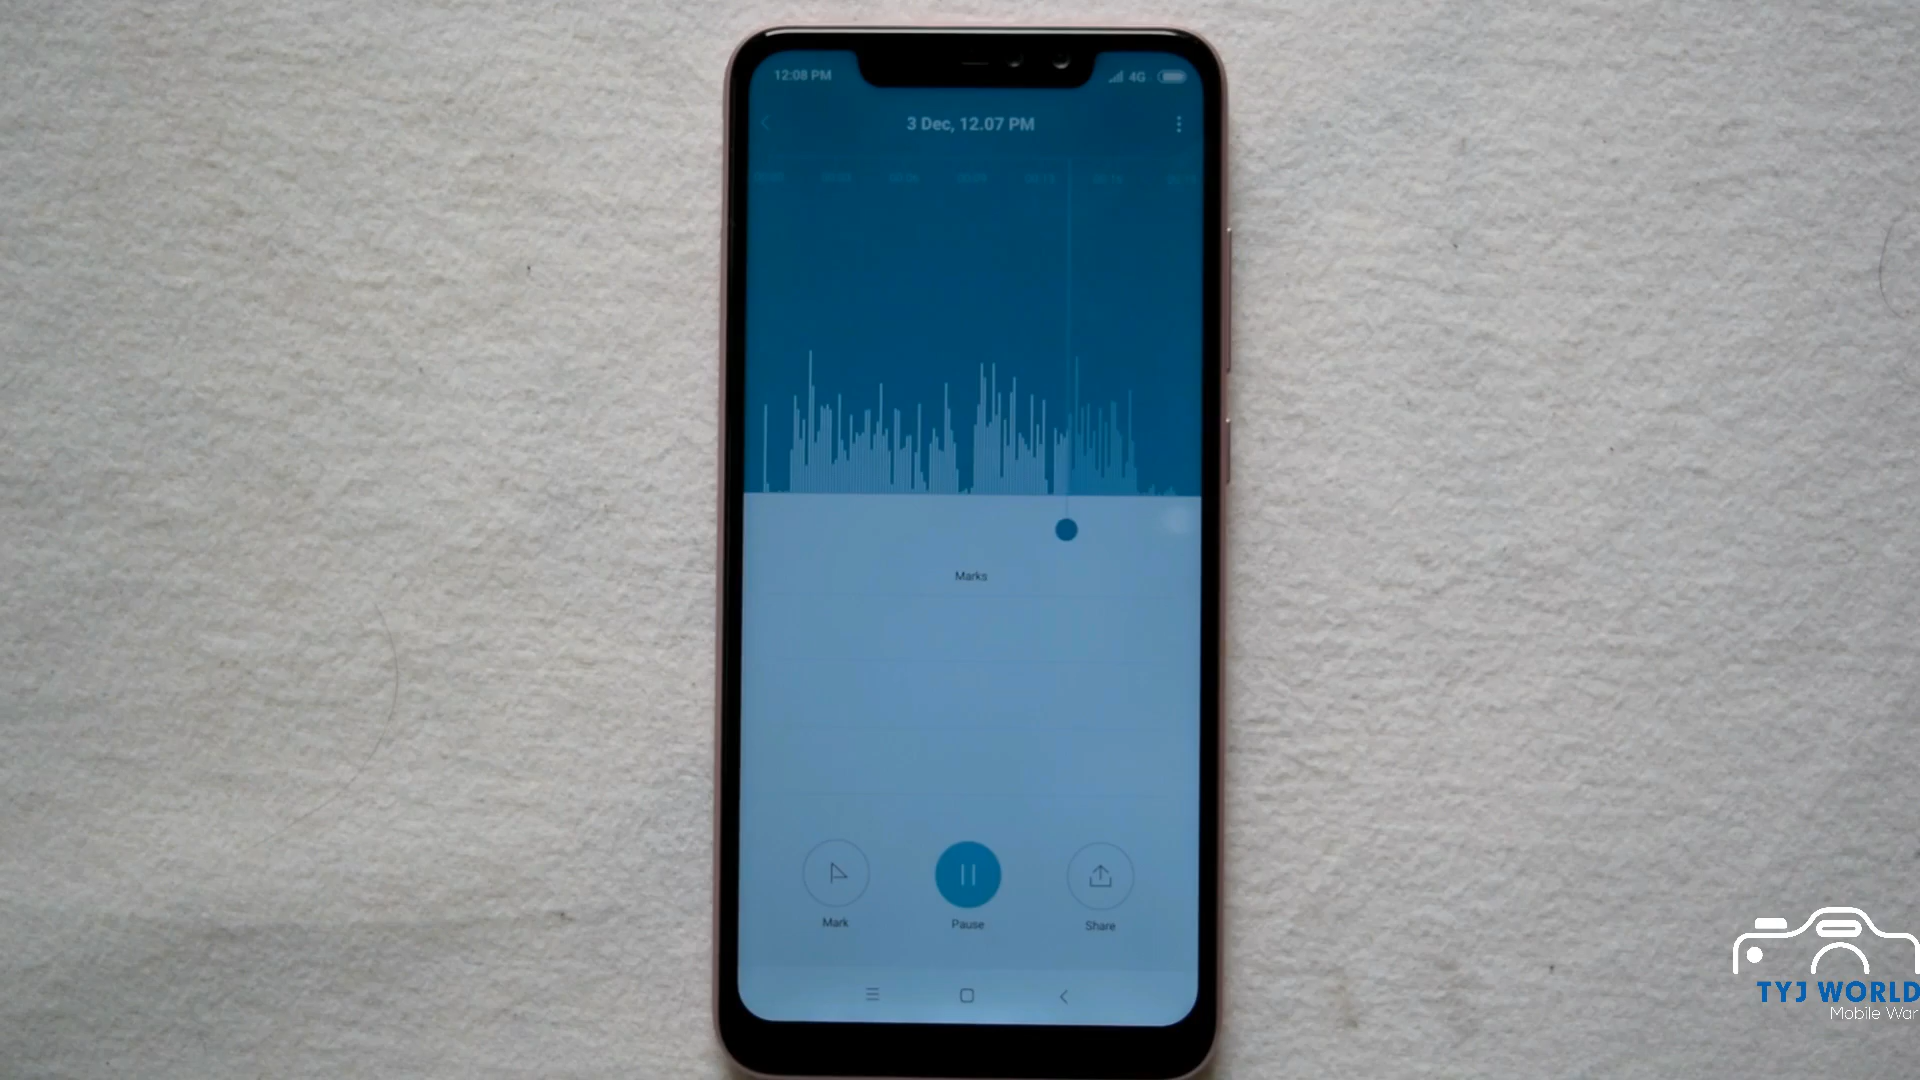 12:08 PM
4G
3 Dec, 12.07 PM
Marks
Mark
Pause
Share
TYJ WORLD
Mobile War